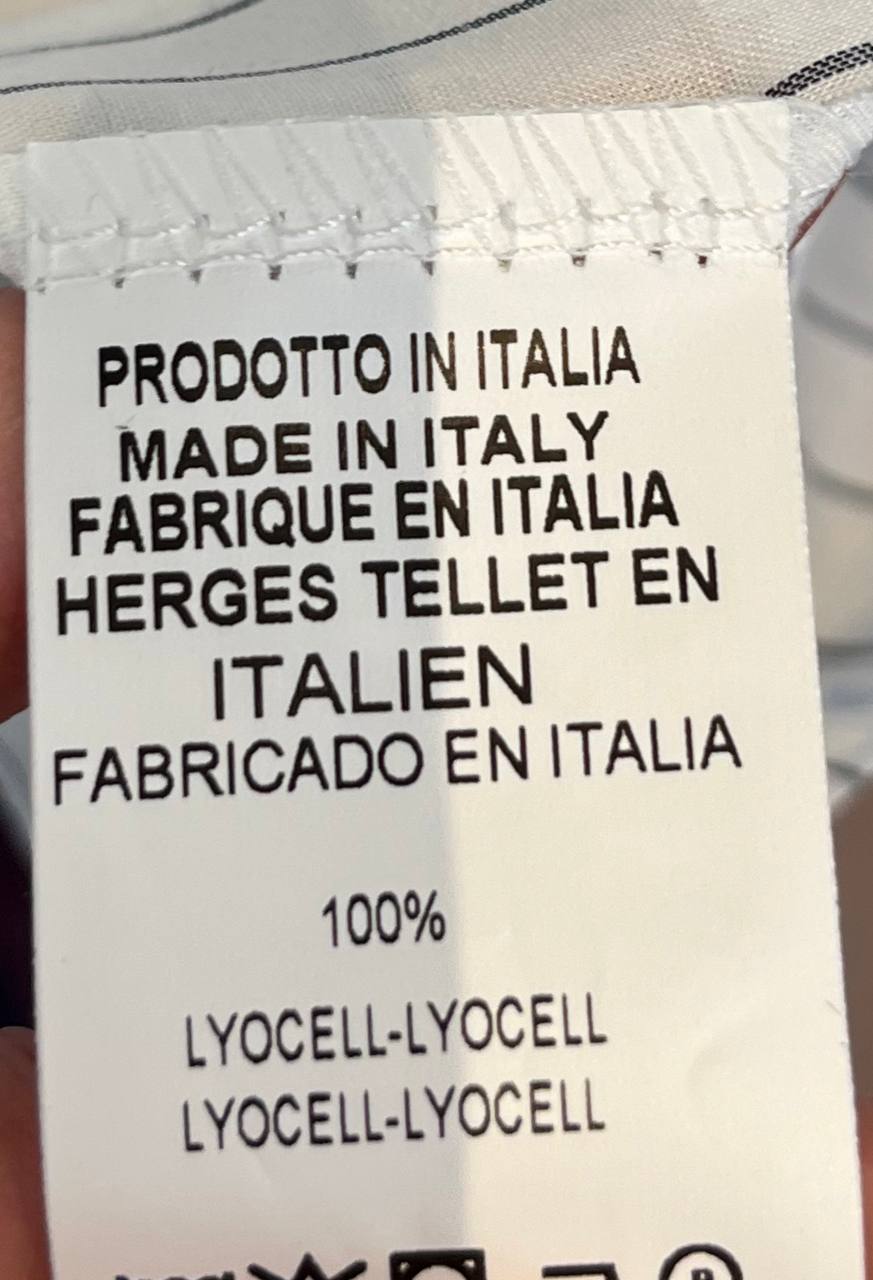 PRODOTTO IN ITALIA
MADE IN ITALY
FABRIQUE EN ITALIA
HERGES TELLET EN
ITALIEN
FABRICADO EN ITALIA
100%
LYOCELL-LYOCELL
LYOCELL-LYOCELL